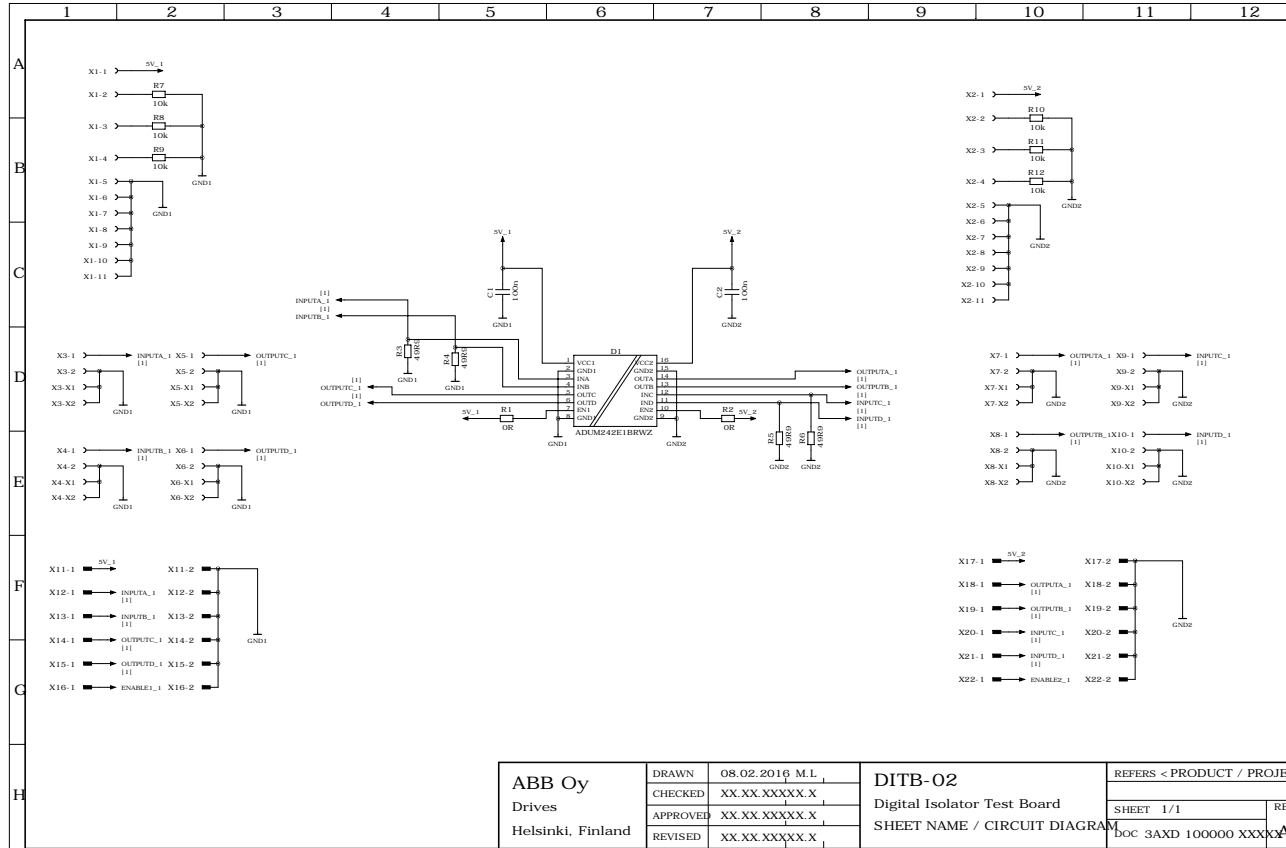 1 2 3 4 5 6 7 8 9 10 11 12
A
B
C
D
E
F
G
H
X1-1 5V_1
X1-2 R7 10k
X1-3 R8 10k
X1-4 R9 10k
GND1
X1-5
X1-6
X1-7
X1-8
X1-9
X1-10
X1-11
GND1
X2-1 5V_2
X2-2 R10 10k
X2-3 R11 10k
X2-4 R12 10k
GND2
X2-5
X2-6
X2-7
X2-8
X2-9
X2-10
X2-11
GND2
5V_1
C1 100n
GND1
5V_2
C2 100n
GND2
[1]
INPUTA_1
[1]
INPUTB_1
R3 49R9
GND1
R4 49R9
GND1
[1]
OUTPUTC_1
[1]
OUTPUTD_1
5V_1 R1 0R
D1
1 VCC1 VCC2 16
2 GND1 GND2 15
3 INA OUTA 14
4 INB OUTB 13
5 OUTC INC 12
6 OUTD IND 11
7 EN1 EN2 10
8 GND1 GND2 9
ADUM242E1BRWZ
GND1
GND2
R2 0R 5V_2
OUTPUTA_1
[1]
OUTPUTB_1
[1]
INPUTC_1
[1]
INPUTD_1
[1]
R5 49R9
GND2
R6 49R9
GND2
X3-1 INPUTA_1
[1]
X3-2
X3-X1
X3-X2
GND1
X5-1 OUTPUTC_1
[1]
X5-2
X5-X1
X5-X2
GND1
X4-1 INPUTB_1
[1]
X4-2
X4-X1
X4-X2
GND1
X6-1 OUTPUTD_1
[1]
X6-2
X6-X1
X6-X2
GND1
X7-1 OUTPUTA_1
[1]
X7-2
X7-X1
X7-X2
GND2
X9-1 INPUTC_1
[1]
X9-2
X9-X1
X9-X2
GND2
X8-1 OUTPUTB_1
[1]
X8-2
X8-X1
X8-X2
GND2
X10-1 INPUTD_1
[1]
X10-2
X10-X1
X10-X2
GND2
X11-1 5V_1 X11-2
X12-1 INPUTA_1 X12-2
[1]
X13-1 INPUTB_1 X13-2
[1]
GND1
X14-1 OUTPUTC_1 X14-2
[1]
X15-1 OUTPUTD_1 X15-2
[1]
X16-1 ENABLE1_1 X16-2
X17-1 5V_2 X17-2
X18-1 OUTPUTA_1 X18-2
[1]
X19-1 OUTPUTB_1 X19-2
[1]
GND2
X20-1 INPUTC_1 X20-2
[1]
X21-1 INPUTD_1 X21-2
[1]
X22-1 ENABLE2_1 X22-2
ABB Oy
Drives
Helsinki, Finland
DRAWN 08.02.2016 M.L
CHECKED XX.XX.XXXXX.X
APPROVED XX.XX.XXXXX.X
REVISED XX.XX.XXXXX.X
DITB-02
Digital Isolator Test Board
SHEET NAME / CIRCUIT DIAGRAM
REFERS < PRODUCT / PROJE
SHEET 1/1
RE
DOC 3AXD 100000 XXXXX
A